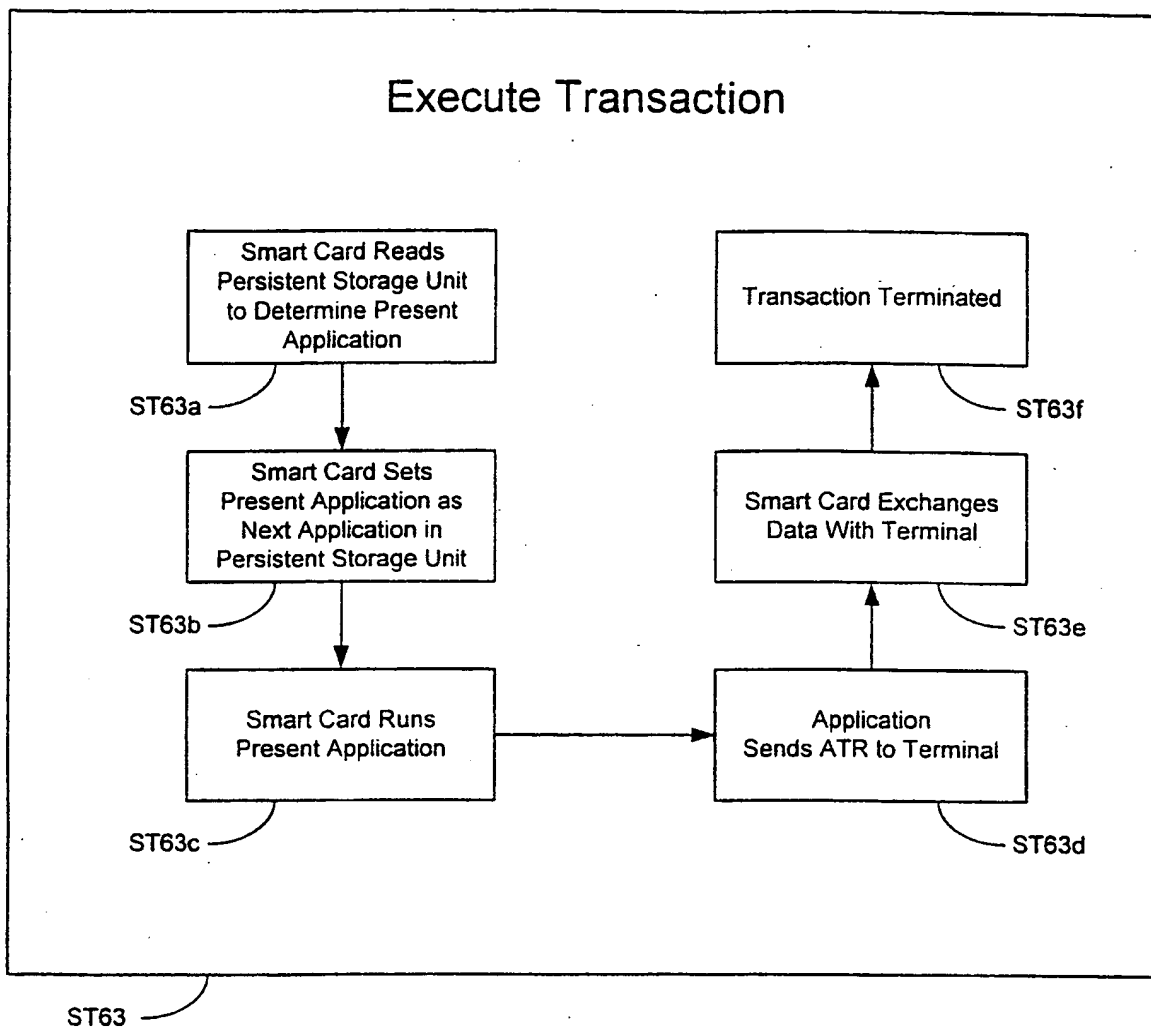 Execute Transaction
Smart Card Reads
Persistent Storage Unit
to Determine Present
Application
ST63a
Smart Card Sets
Present Application as
Next Application in
Persistent Storage Unit
ST63b
Smart Card Runs
Present Application
ST63c
Application
Sends ATR to Terminal
ST63d
Smart Card Exchanges
Data With Terminal
ST63e
Transaction Terminated
ST63f
ST63